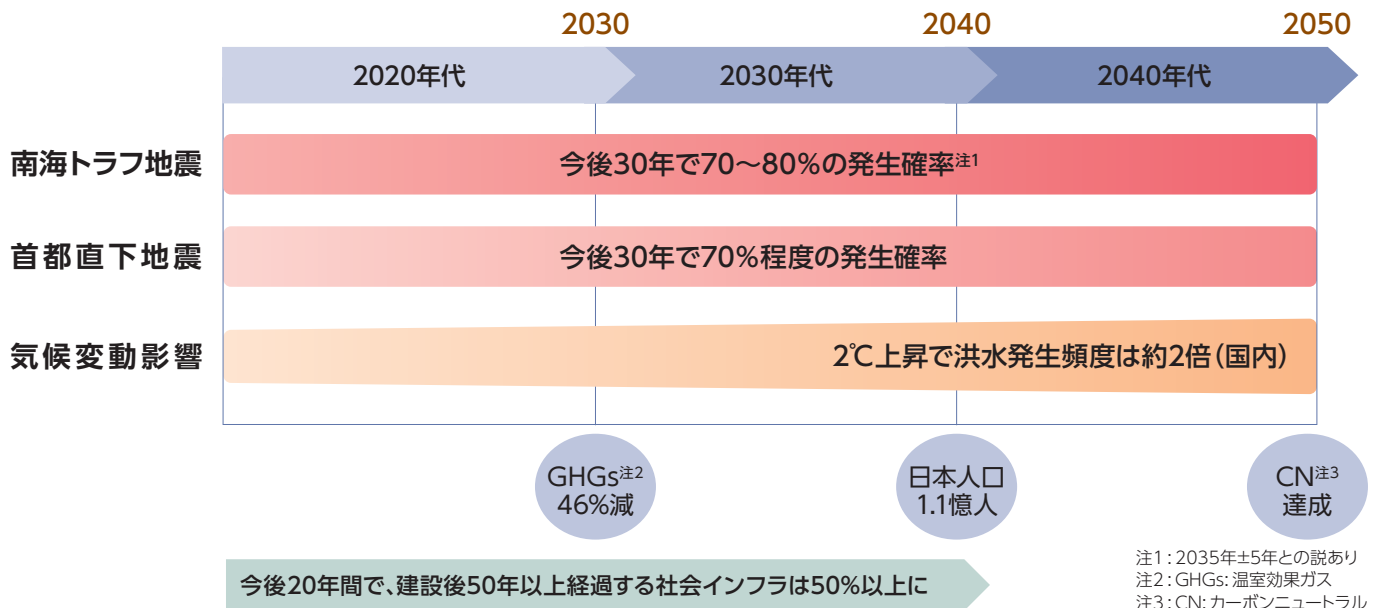 2030
2040
2050
2020年代
2030年代
2040年代
南海トラフ地震
今後30年で70～80%の発生確率注1
首都直下地震
今後30年で70%程度の発生確率
気候変動影響
2℃上昇で洪水発生頻度は約2倍（国内）
GHGs注2
46%減
日本人口
1.1億人
CN注3
達成
今後20年間で、建設後50年以上経過する社会インフラは50%以上に
注1：2035年±5年との説あり
注2：GHGs：温室効果ガス
注3：CN：カーボンニュートラル